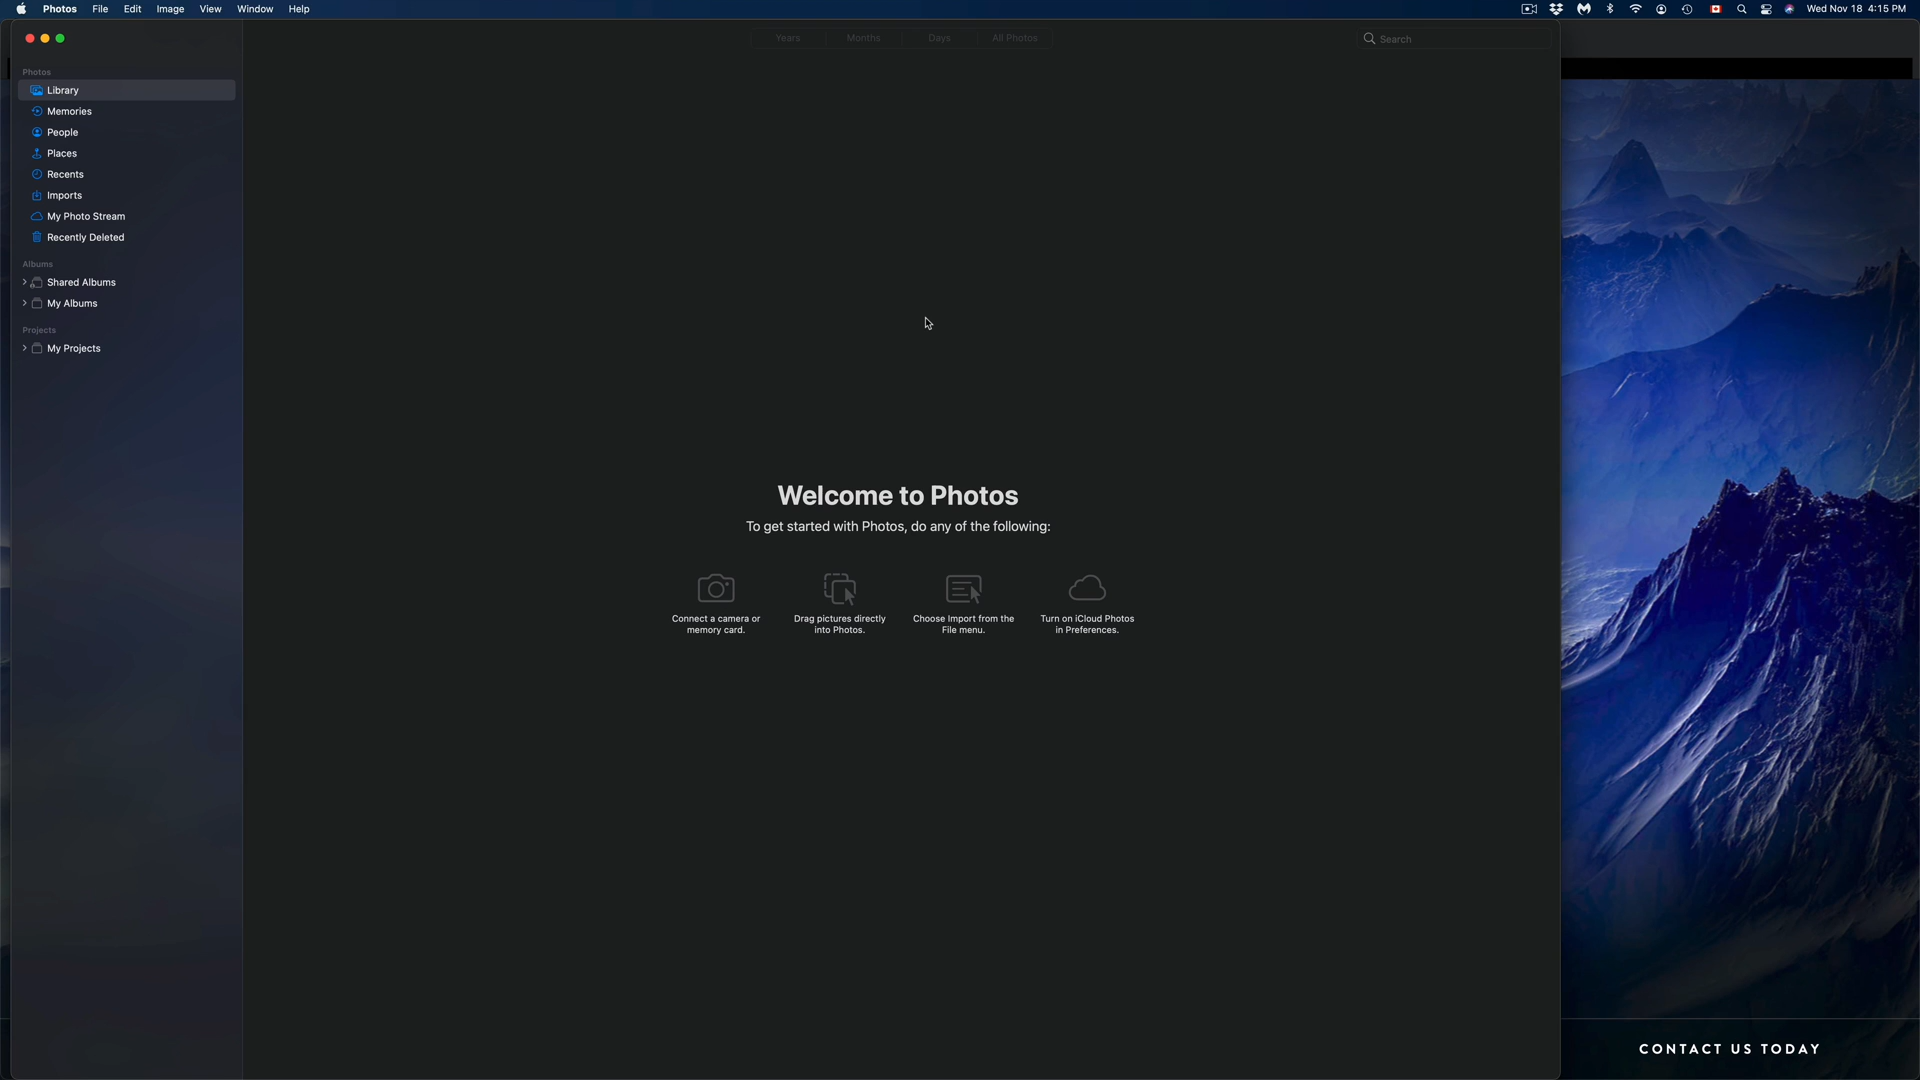 Photos File Edit Image View Window Help
Wed Nov 18 4:15 PM
Years Months Days All Photos
Search
Photos
Library
Memories
People
Places
Recents
Imports
My Photo Stream
Recently Deleted
Albums
Shared Albums
My Albums
Projects
My Projects
Welcome to Photos
To get started with Photos, do any of the following:
Connect a camera or
memory card.
Drag pictures directly
into Photos.
Choose Import from the
File menu.
Turn on iCloud Photos
in Preferences.
CONTACT US TODAY